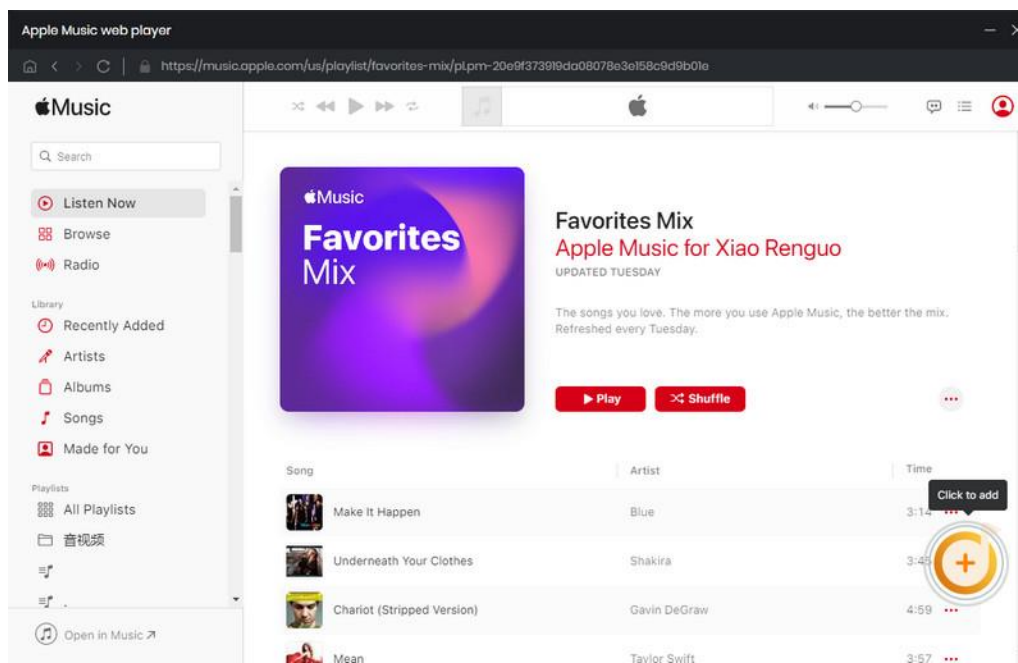 Apple Music web player
https://music.apple.com/us/playlist/favorites-mix/pl.pm-20e9f373919da08078e3e158c9d9b01e
Music
Search
Listen Now
Browse
Radio
Library
Recently Added
Artists
Albums
Songs
Made for You
Playlists
All Playlists
音视频
.
Open in Music
Music
Favorites
Mix
Favorites Mix
Apple Music for Xiao Renguo
UPDATED TUESDAY
The songs you love. The more you use Apple Music, the better the mix.
Refreshed every Tuesday.
Play
Shuffle
Song Artist Time
Click to add
Make It Happen Blue 3:14
Underneath Your Clothes Shakira 3:45
Chariot (Stripped Version) Gavin DeGraw 4:59
Mean Taylor Swift 3:57